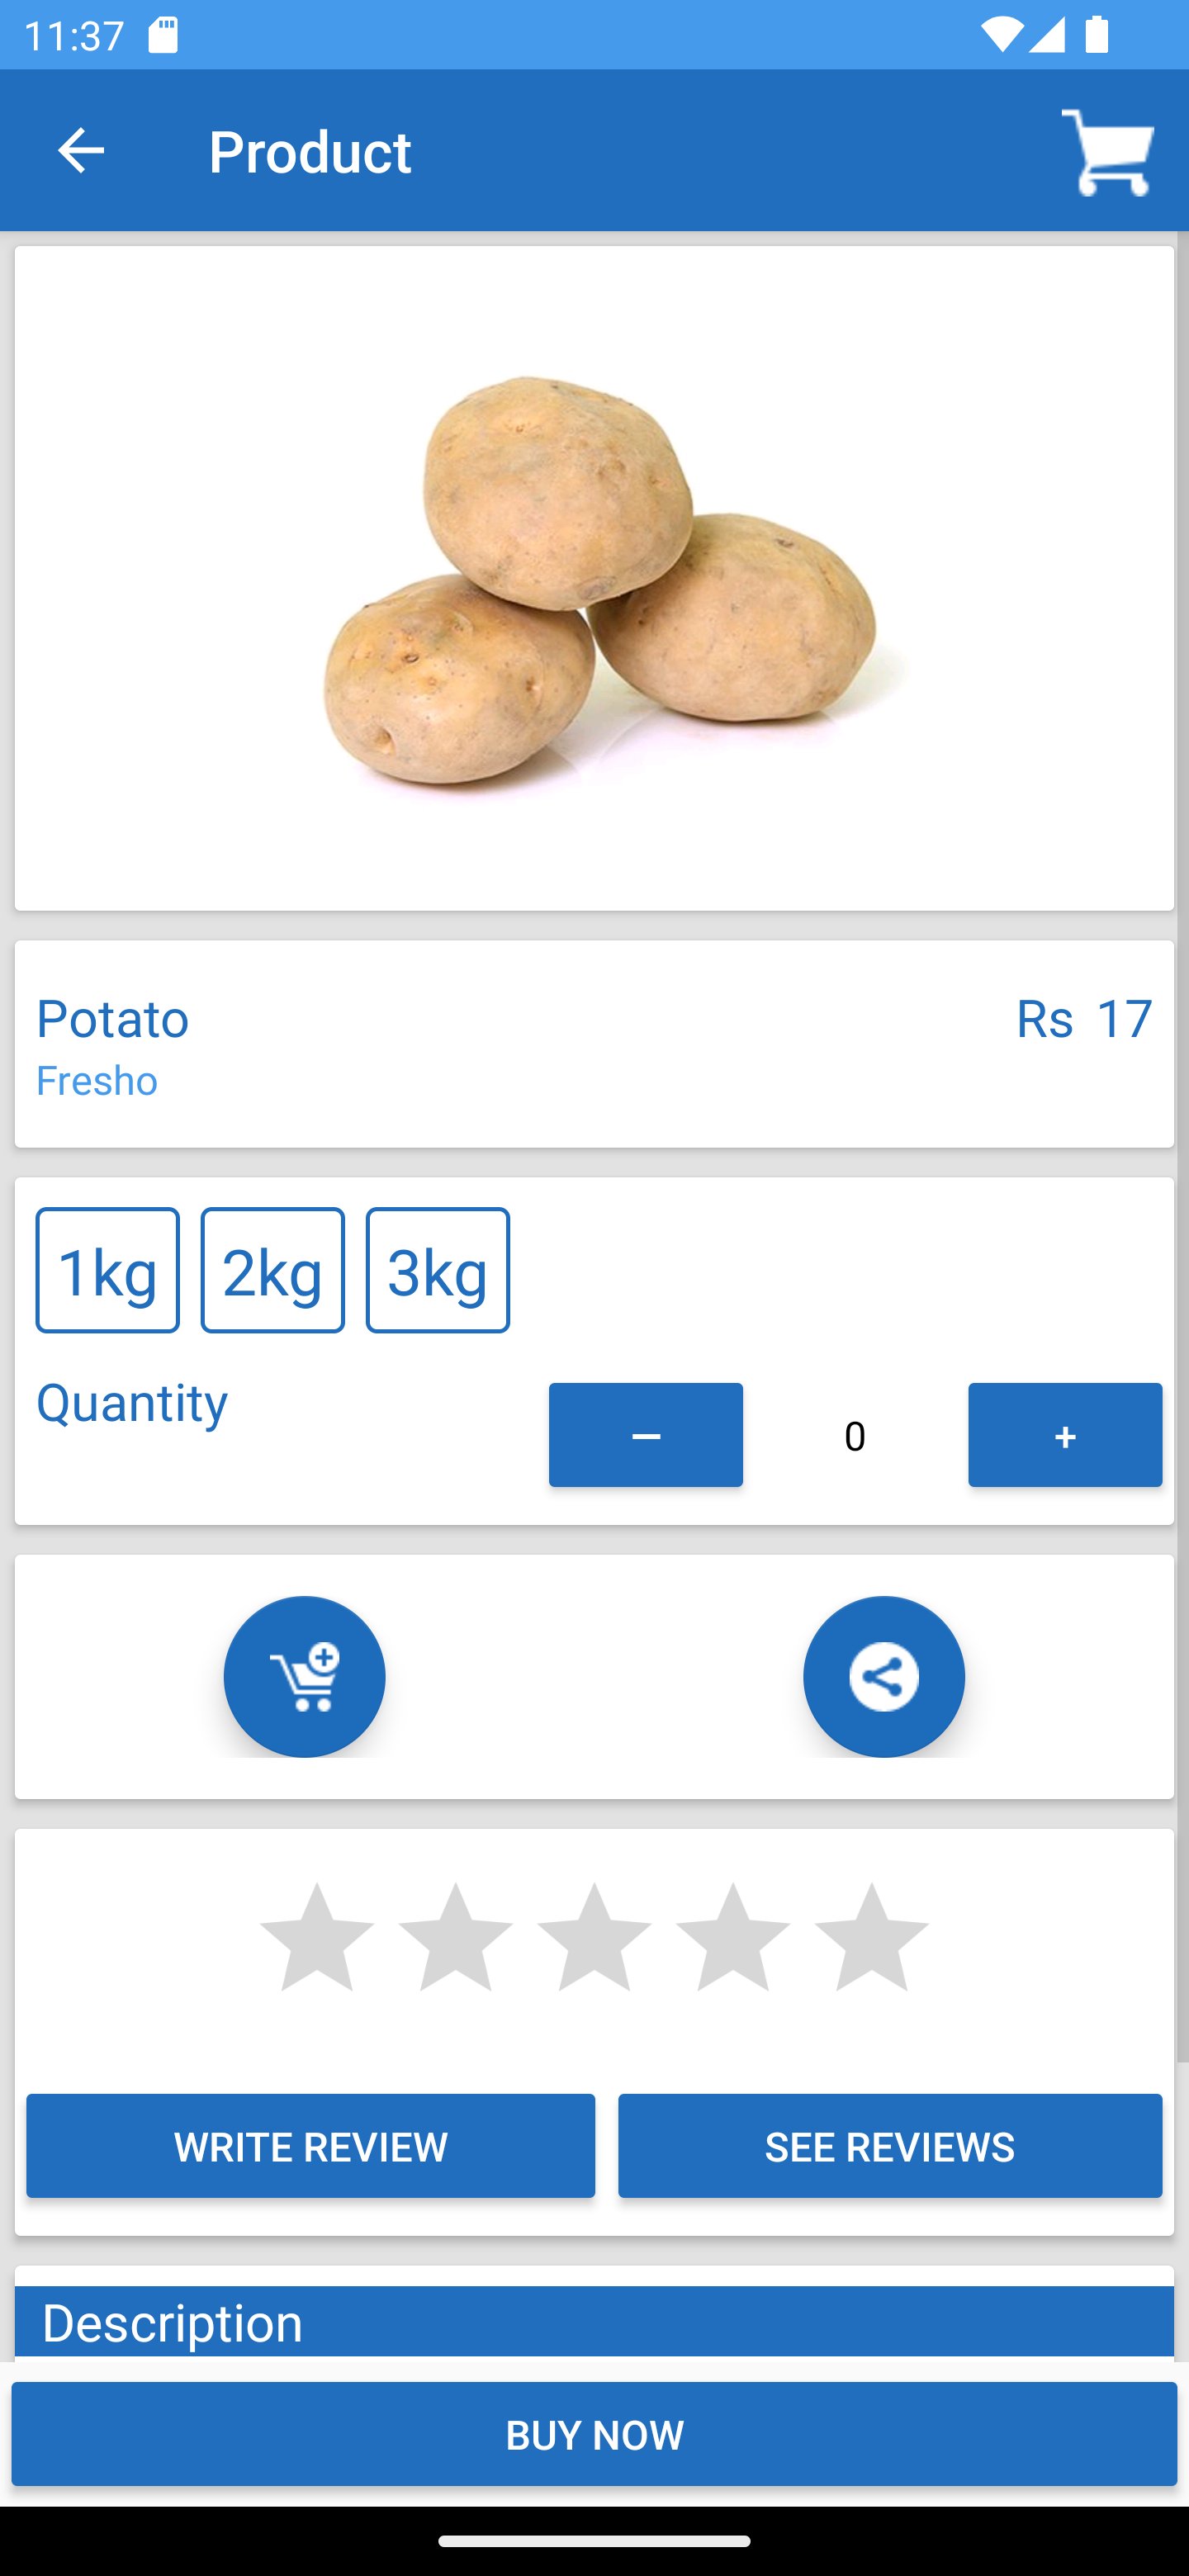 11:37
Product
Potato
Rs 17
Fresho
1kg 2kg 3kg
Quantity
— 0 +
WRITE REVIEW
SEE REVIEWS
Description
BUY NOW